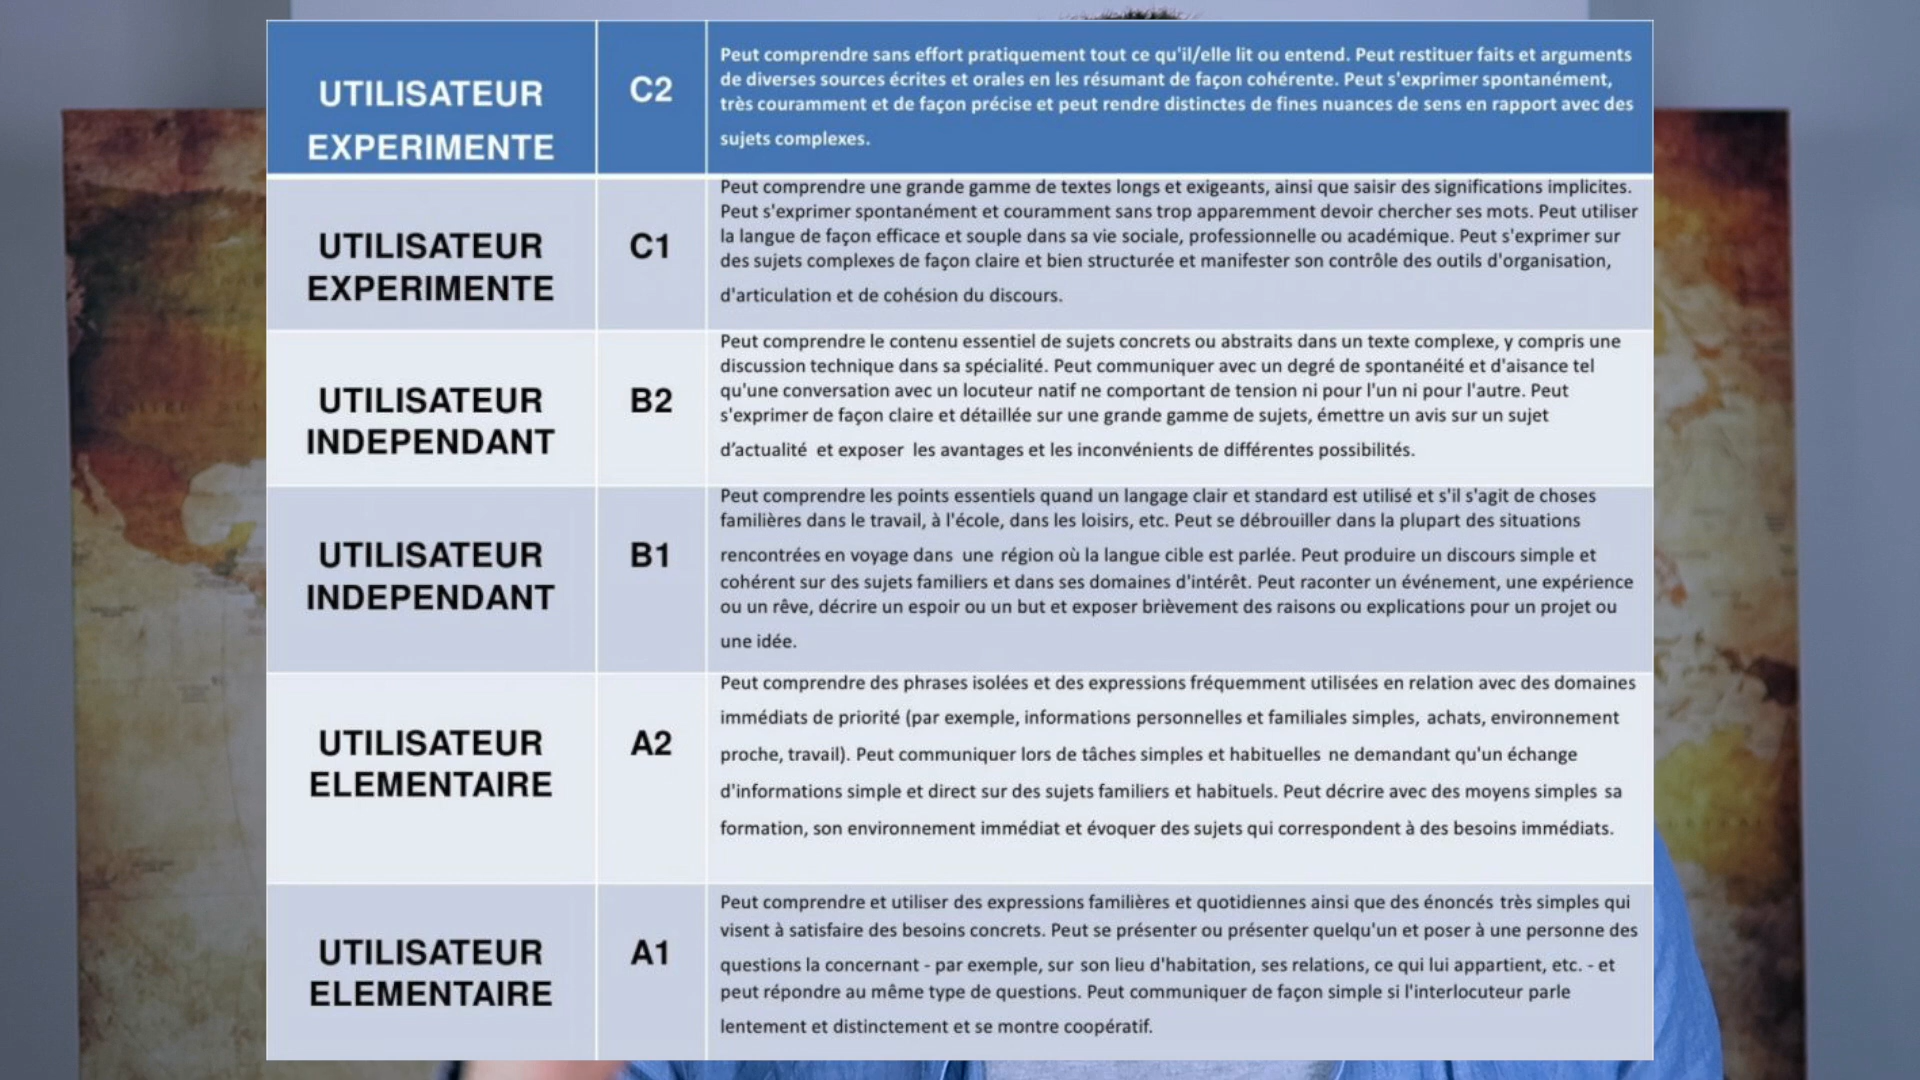 UTILISATEUR
EXPERIMENTE
C2
Peut comprendre sans effort pratiquement tout ce qu'il/elle lit ou entend. Peut restituer faits et arguments
de diverses sources écrites et orales en les résumant de façon cohérente. Peut s'exprimer spontanément,
très couramment et de façon précise et peut rendre distinctes de fines nuances de sens en rapport avec des
sujets complexes.
UTILISATEUR
EXPERIMENTE
C1
Peut comprendre une grande gamme de textes longs et exigeants, ainsi que saisir des significations implicites.
Peut s'exprimer spontanément et couramment sans trop apparemment devoir chercher ses mots. Peut utiliser
la langue de façon efficace et souple dans sa vie sociale, professionnelle ou académique. Peut s'exprimer sur
des sujets complexes de façon claire et bien structurée et manifester son contrôle des outils d'organisation,
d'articulation et de cohésion du discours.
UTILISATEUR
INDEPENDANT
B2
Peut comprendre le contenu essentiel de sujets concrets ou abstraits dans un texte complexe, y compris une
discussion technique dans sa spécialité. Peut communiquer avec un degré de spontanéité et d'aisance tel
qu'une conversation avec un locuteur natif ne comportant de tension ni pour l'un ni pour l'autre. Peut
s'exprimer de façon claire et détaillée sur une grande gamme de sujets, émettre un avis sur un sujet
d’actualité et exposer les avantages et les inconvénients de différentes possibilités.
UTILISATEUR
INDEPENDANT
B1
Peut comprendre les points essentiels quand un langage clair et standard est utilisé et s'il s'agit de choses
familières dans le travail, à l'école, dans les loisirs, etc. Peut se débrouiller dans la plupart des situations
rencontrées en voyage dans une région où la langue cible est parlée. Peut produire un discours simple et
cohérent sur des sujets familiers et dans ses domaines d'intérêt. Peut raconter un événement, une expérience
ou un rêve, décrire un espoir ou un but et exposer brièvement des raisons ou explications pour un projet ou
une idée.
UTILISATEUR
ELEMENTAIRE
A2
Peut comprendre des phrases isolées et des expressions fréquemment utilisées en relation avec des domaines
immédiats de priorité (par exemple, informations personnelles et familiales simples, achats, environnement
proche, travail). Peut communiquer lors de tâches simples et habituelles ne demandant qu'un échange
d'informations simple et direct sur des sujets familiers et habituels. Peut décrire avec des moyens simples sa
formation, son environnement immédiat et évoquer des sujets qui correspondent à des besoins immédiats.
UTILISATEUR
ELEMENTAIRE
A1
Peut comprendre et utiliser des expressions familières et quotidiennes ainsi que des énoncés très simples qui
visent à satisfaire des besoins concrets. Peut se présenter ou présenter quelqu'un et poser à une personne des
questions la concernant - par exemple, sur son lieu d'habitation, ses relations, ce qui lui appartient, etc. - et
peut répondre au même type de questions. Peut communiquer de façon simple si l'interlocuteur parle
lentement et distinctement et se montre coopératif.